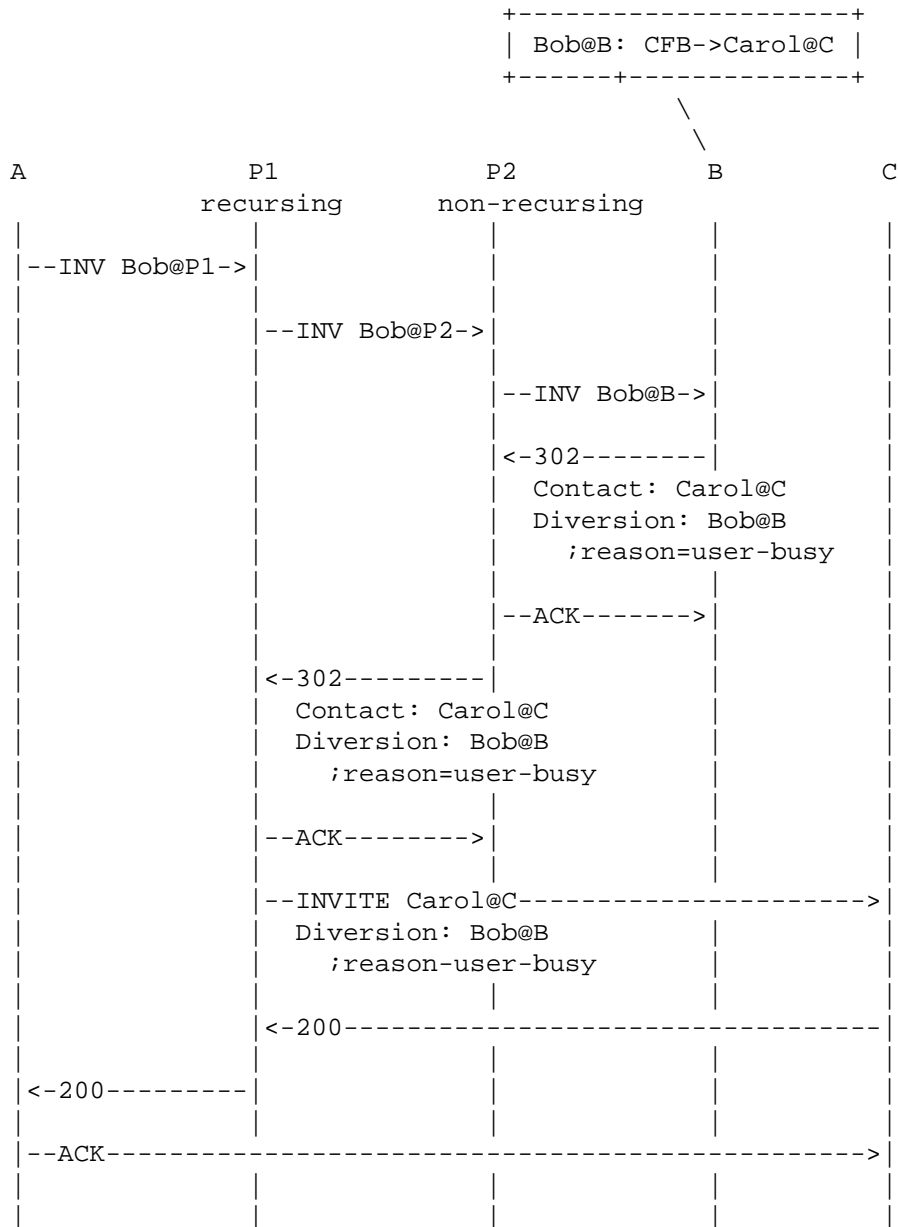 Bob@B: CFB->Carol@C
A P1 P2 B C
recursing non-recursing
--INV Bob@P1->
--INV Bob@P2->
--INV Bob@B->
<-302--------
Contact: Carol@C
Diversion: Bob@B
;reason=user-busy
--ACK------->
<-302---------
Contact: Carol@C
Diversion: Bob@B
;reason=user-busy
--ACK-------->
--INVITE Carol@C---------------------->
Diversion: Bob@B
;reason-user-busy
<-200---------------------------------
<-200---------
--ACK----------------------------------------------->